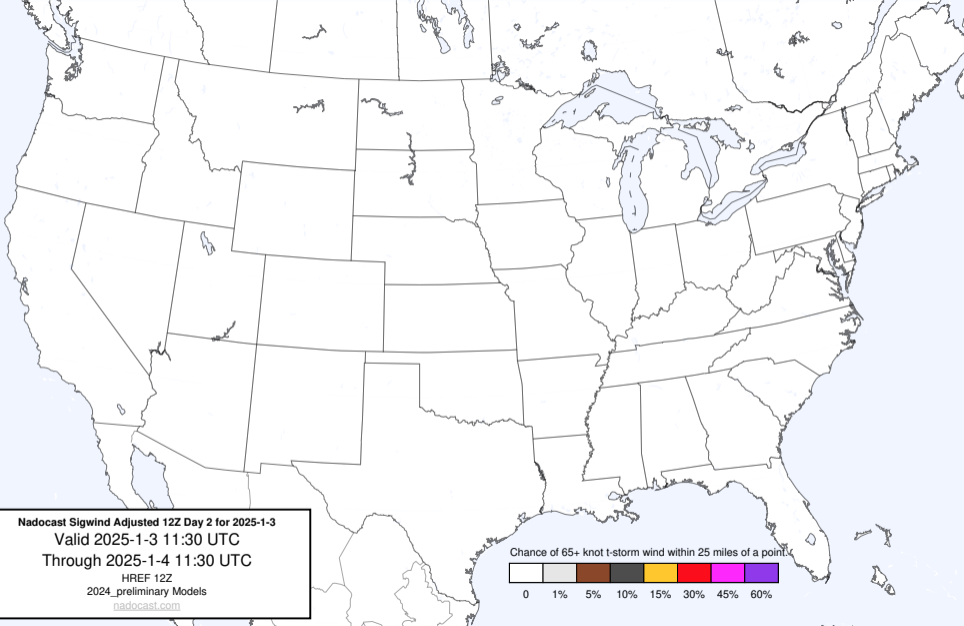 Nadocast Sigwind Adjusted 12Z Day 2 for 2025-1-3
Valid 2025-1-3 11:30 UTC
Through 2025-1-4 11:30 UTC
HREF 12Z
2024_preliminary Models
nadocast.com
Chance of 65+ knot t-storm wind within 25 miles of a point.
0 1% 5% 10% 15% 30% 45% 60%